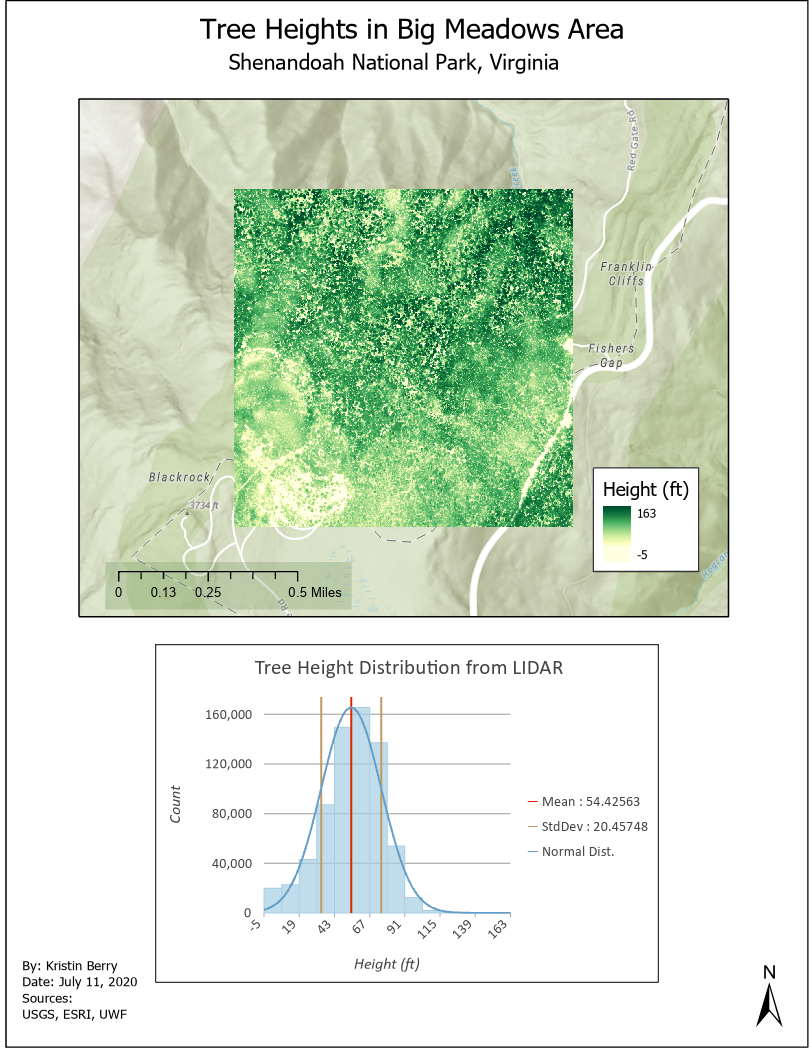 Tree Heights in Big Meadows Area
Shenandoah National Park, Virginia
Red Gate Rd
Franklin
Cliffs
Fishers
Gap
Blackrock
3734 ft
Rd
Height (ft)
163
-5
0 0.13 0.25 0.5 Miles
Tree Height Distribution from LIDAR
160,000
120,000
80,000
40,000
0
Count
-5 19 43 67 91 115 139 163
Height (ft)
Mean : 54.42563
StdDev : 20.45748
Normal Dist.
By: Kristin Berry
Date: July 11, 2020
Sources:
USGS, ESRI, UWF
N